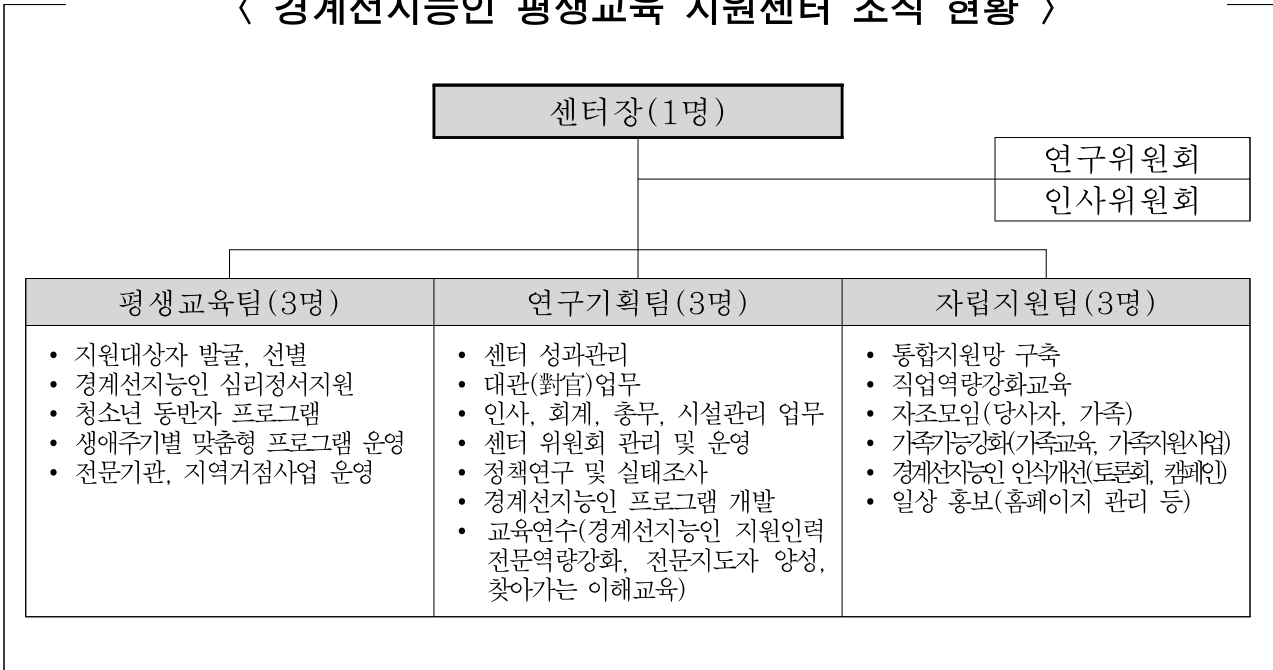 〈 경계선지능인 평생교육 지원센터 조직 현황 〉
센터장(1명)
연구위원회
인사위원회
평생교육팀(3명)
• 지원대상자 발굴, 선별
• 경계선지능인 심리정서지원
• 청소년 동반자 프로그램
• 생애주기별 맞춤형 프로그램 운영
• 전문기관, 지역거점사업 운영
연구기획팀(3명)
• 센터 성과관리
• 대관(對官)업무
• 인사, 회계, 총무, 시설관리 업무
• 센터 위원회 관리 및 운영
• 정책연구 및 실태조사
• 경계선지능인 프로그램 개발
• 교육연수(경계선지능인 지원인력
전문역량강화, 전문지도자 양성,
찾아가는 이해교육)
자립지원팀(3명)
• 통합지원망 구축
• 직업역량강화교육
• 자조모임(당사자, 가족)
• 가족기능강화(가족교육, 가족지원사업)
• 경계선지능인 인식개선(토론회, 캠페인)
• 일상 홍보(홈페이지 관리 등)